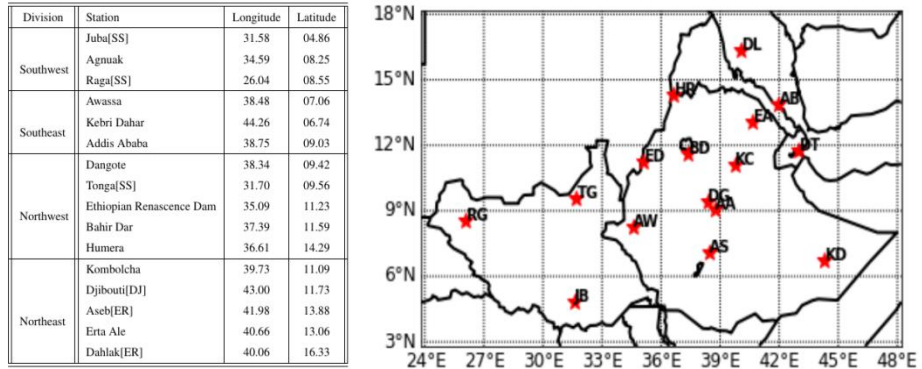 Division Station Longitude Latitude
Southwest
Juba[SS] 31.58 04.86
Agnuak 34.59 08.25
Raga[SS] 26.04 08.55
Southeast
Awassa 38.48 07.06
Kebri Dahar 44.26 06.74
Addis Ababa 38.75 09.03
Northwest
Dangote 38.34 09.42
Tonga[SS] 31.70 09.56
Ethiopian Renascence Dam 35.09 11.23
Bahir Dar 37.39 11.59
Humera 36.61 14.29
Northeast
Kombolcha 39.73 11.09
Djibouti[DJ] 43.00 11.73
Aseb[ER] 41.98 13.88
Erta Ale 40.66 13.06
Dahlak[ER] 40.06 16.33
18°N
DL
15°N
HR
AB
EA
12°N
DT
BD
ED
KC
TG
DG
9°N
RG
AA
AW
AS
KD
6°N
JB
3°N
24°E 27°E 30°E 33°E 36°E 39°E 42°E 45°E 48°E